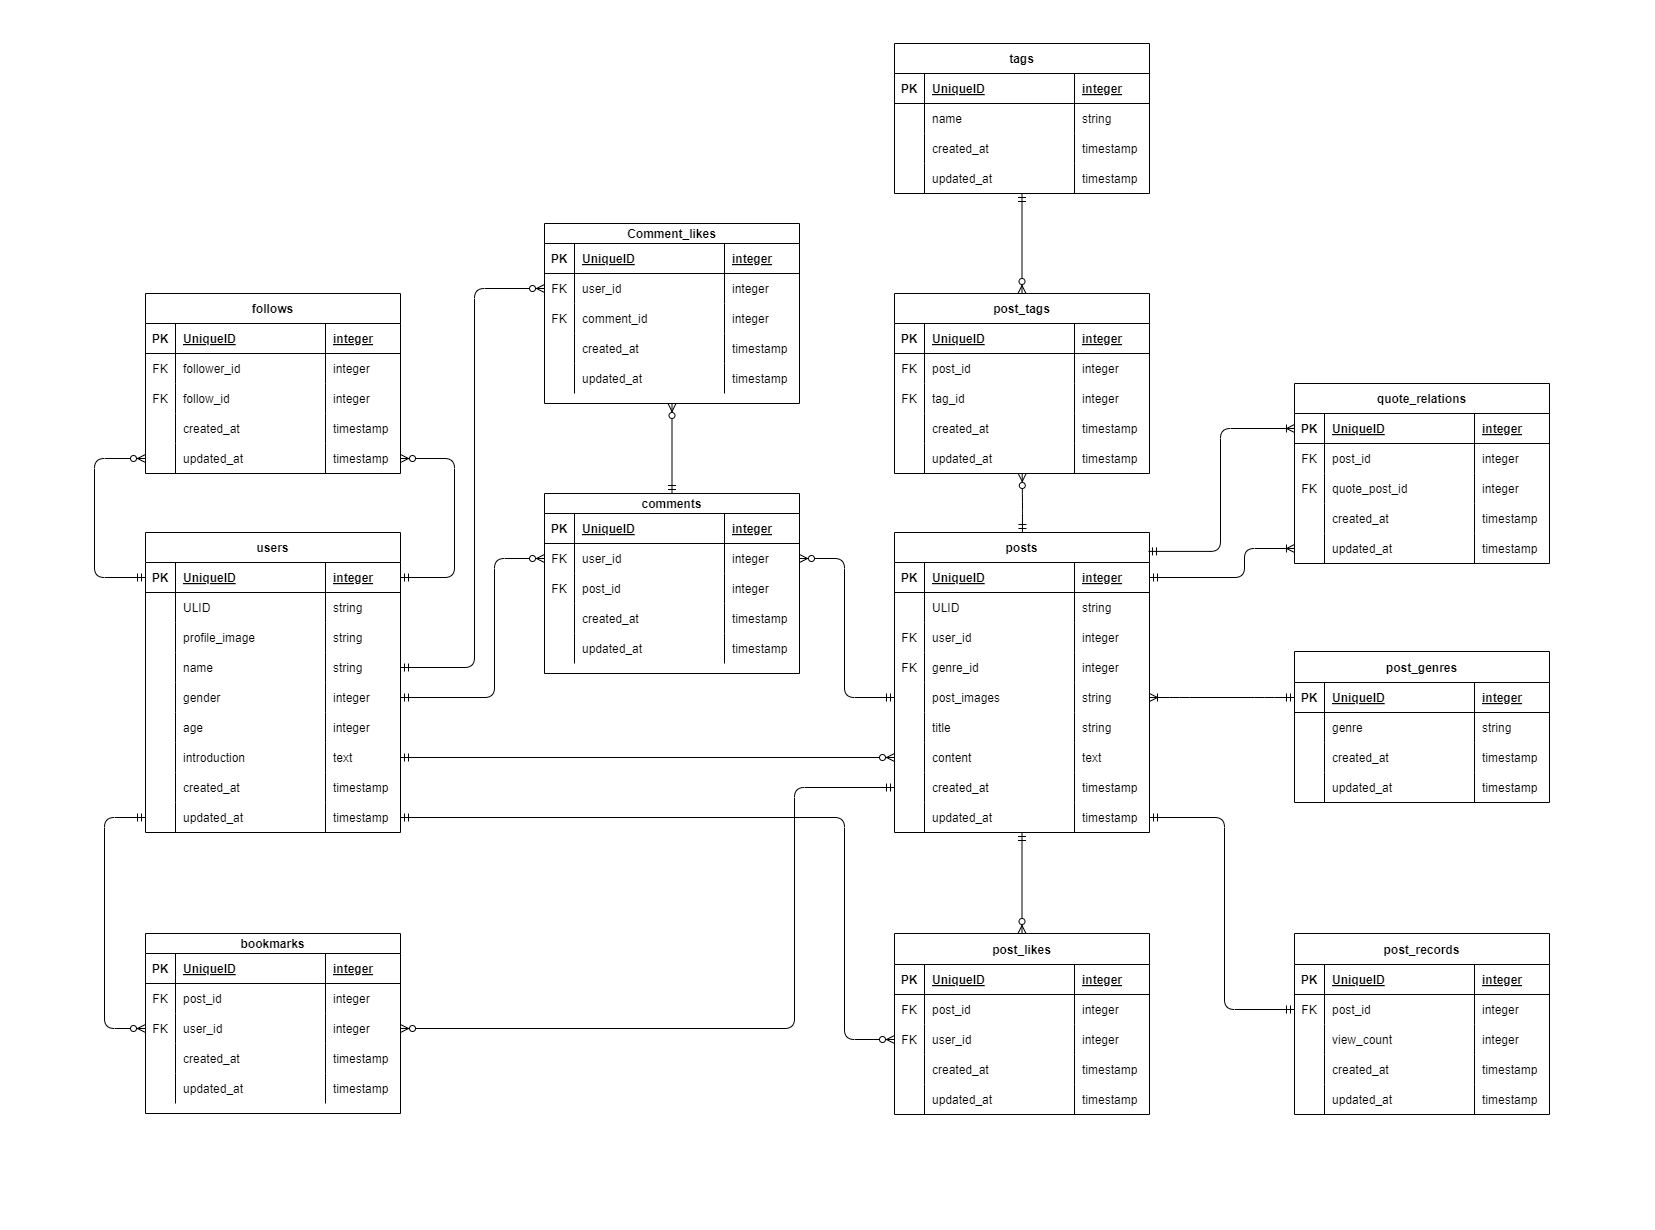 tags
PK UniqueID integer
name string
created_at timestamp
updated_at timestamp
Comment_likes
PK UniqueID integer
FK user_id integer
FK comment_id integer
created_at timestamp
updated_at timestamp
follows
PK UniqueID integer
FK follower_id integer
FK follow_id integer
created_at timestamp
updated_at timestamp
post_tags
PK UniqueID integer
FK post_id integer
FK tag_id integer
created_at timestamp
updated_at timestamp
quote_relations
PK UniqueID integer
FK post_id integer
FK quote_post_id integer
created_at timestamp
updated_at timestamp
comments
PK UniqueID integer
FK user_id integer
FK post_id integer
created_at timestamp
updated_at timestamp
users
PK UniqueID integer
ULID string
profile_image string
name string
gender integer
age integer
introduction text
created_at timestamp
updated_at timestamp
posts
PK UniqueID integer
ULID string
FK user_id integer
FK genre_id integer
post_images string
title string
content text
created_at timestamp
updated_at timestamp
post_genres
PK UniqueID integer
genre string
created_at timestamp
updated_at timestamp
bookmarks
PK UniqueID integer
FK post_id integer
FK user_id integer
created_at timestamp
updated_at timestamp
post_likes
PK UniqueID integer
FK post_id integer
FK user_id integer
created_at timestamp
updated_at timestamp
post_records
PK UniqueID integer
FK post_id integer
view_count integer
created_at timestamp
updated_at timestamp